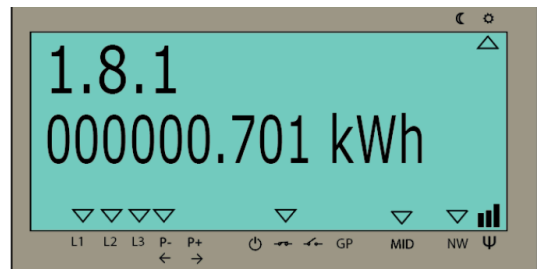 1.8.1
000000.701 kWh
L1 L2 L3 P- P+ GP MID NW